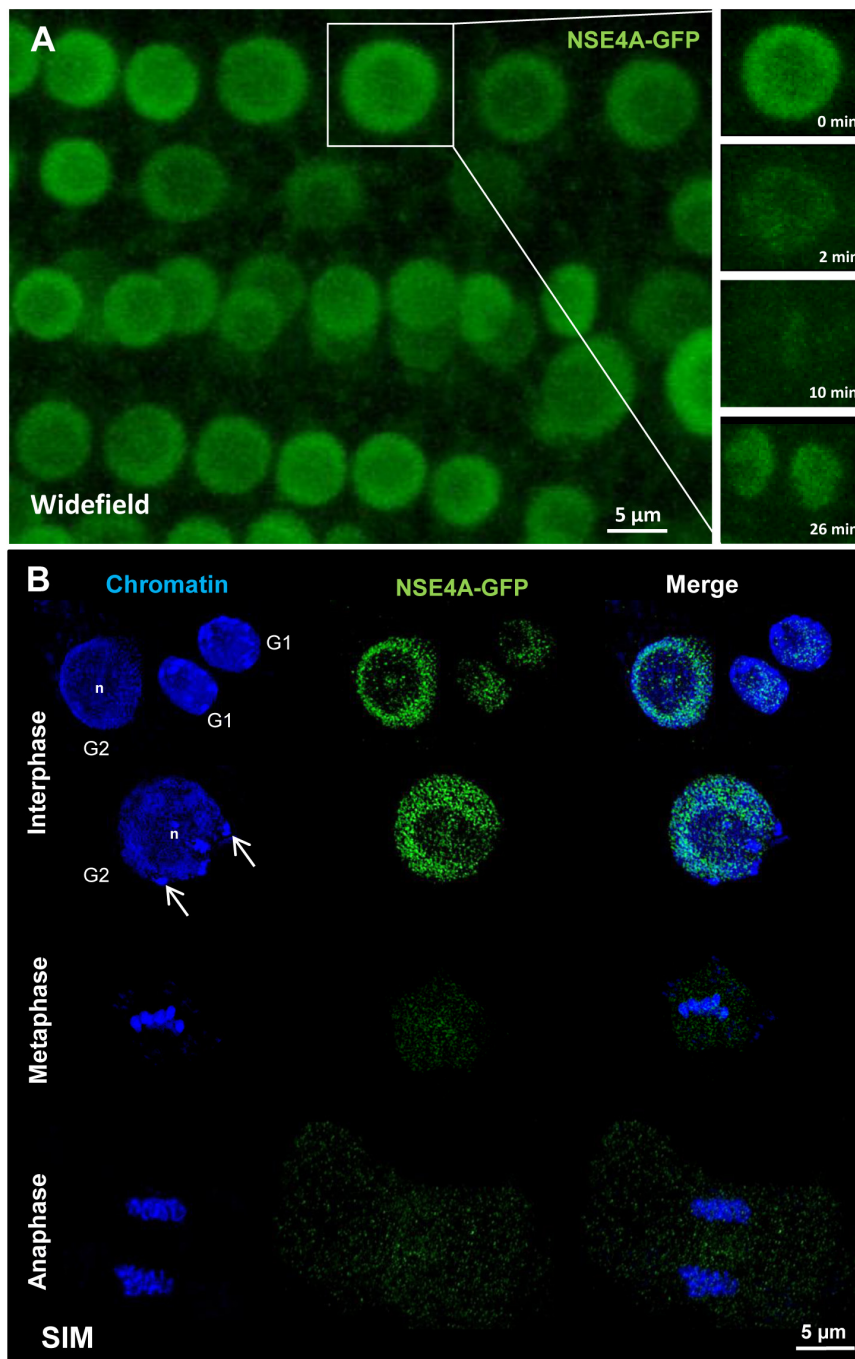 A
NSE4A-GFP
0 min
2 min
10 min
26 min
Widefield
5 µm
B
Chromatin
NSE4A-GFP
Merge
Interphase
G1
n
G1
G2
n
G2
Metaphase
Anaphase
SIM
5 µm